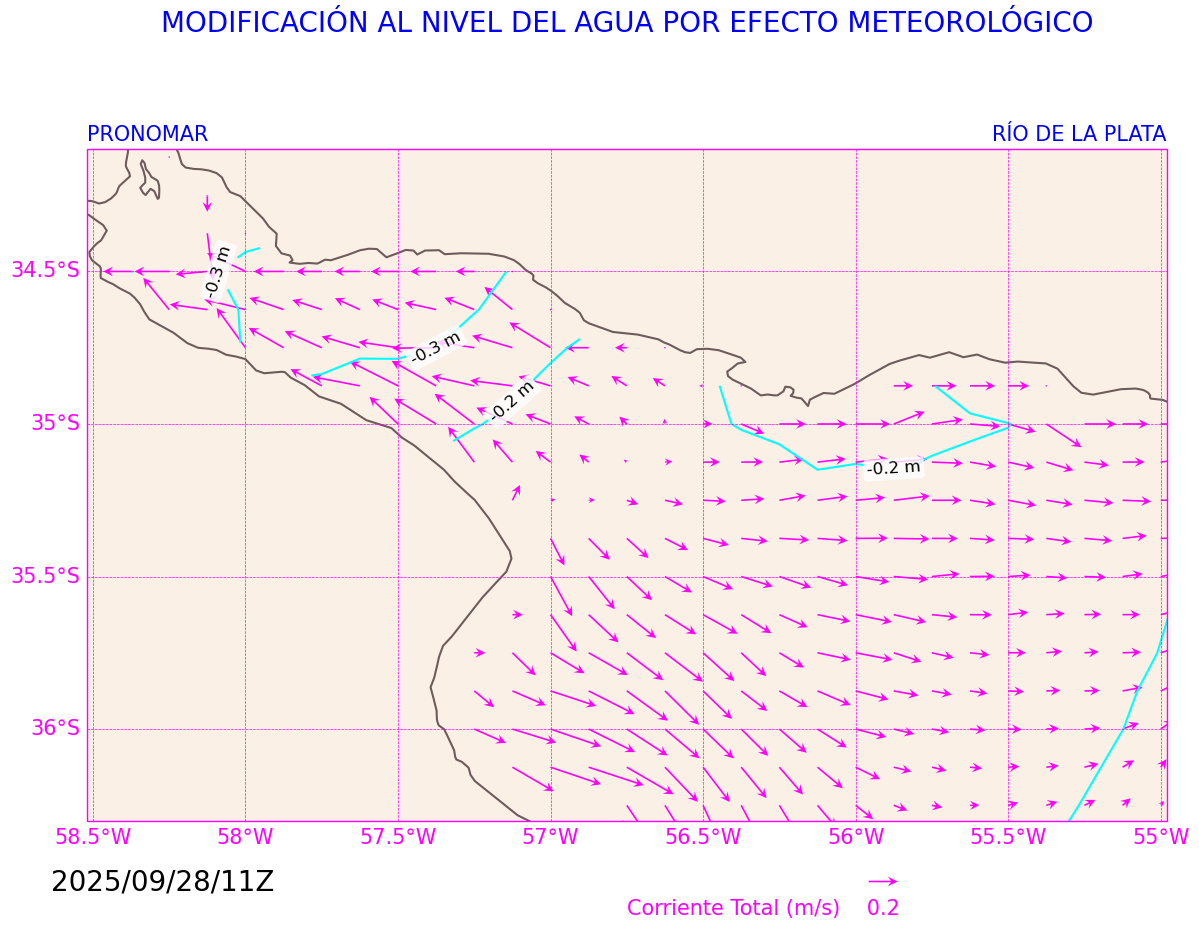 MODIFICACIÓN AL NIVEL DEL AGUA POR EFECTO METEOROLÓGICO
PRONOMAR
RÍO DE LA PLATA
-0.3 m
34.5°S
-0.3 m
-0.2 m
35°S
-0.2 m
35.5°S
36°S
58.5°W
58°W
57.5°W
57°W
56.5°W
56°W
55.5°W
55°W
2025/09/28/11Z
Corriente Total (m/s) 0.2